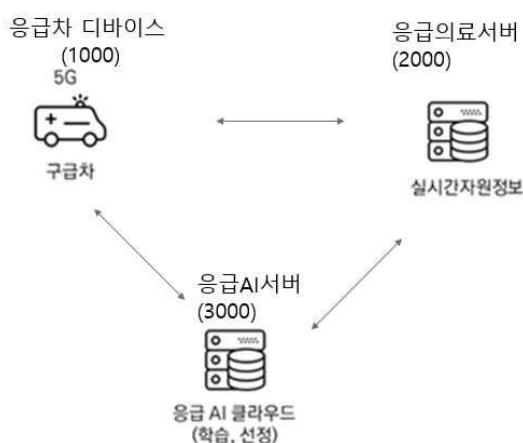 응급차 디바이스
(1000)
5G
구급차
응급의료서버
(2000)
실시간자원정보
응급AI서버
(3000)
응급 AI 클라우드
(학습, 선정)